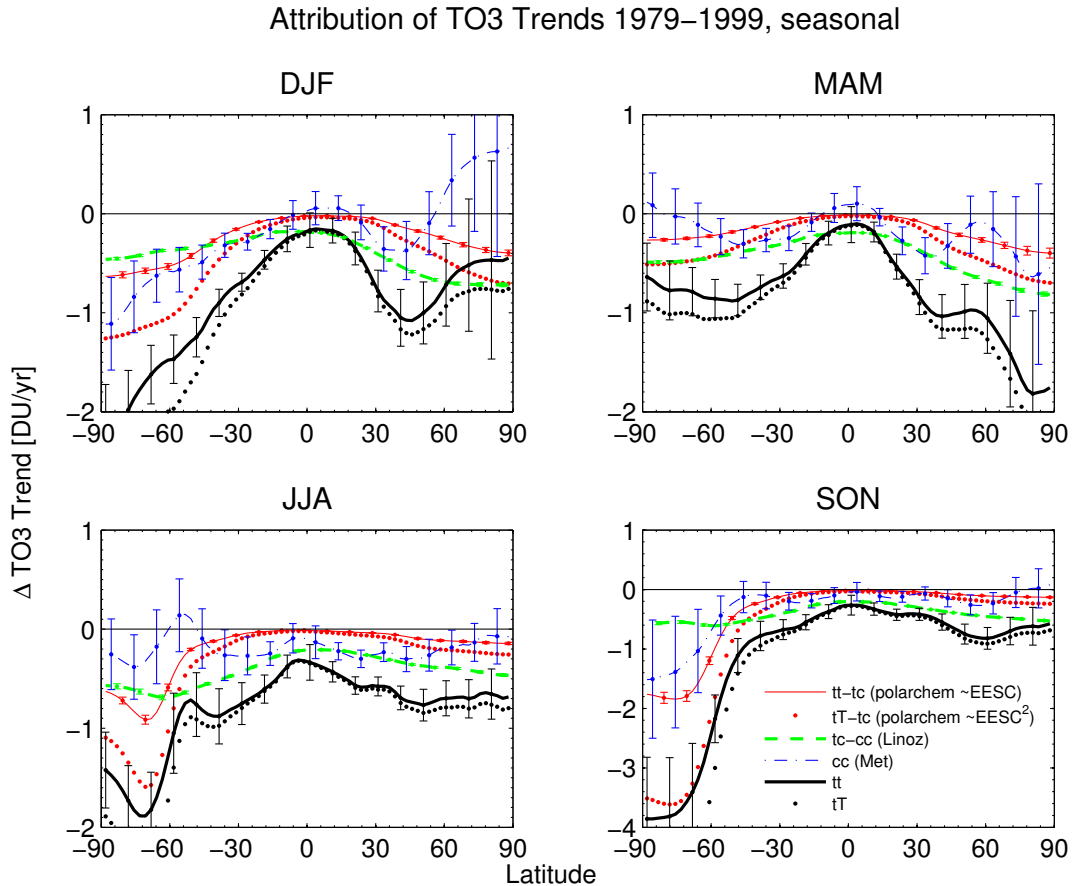 Attribution of TO3 Trends 1979−1999, seasonal
DJF
MAM
1
0
−1
−2
−90 −60 −30 0 30 60 90
1
0
−1
−2
−90 −60 −30 0 30 60 90
Δ TO3 Trend [DU/yr]
JJA
SON
1
0
−1
−2
−90 −60 −30 0 30 60 90
1
0
−1
−2
−3
−4
−90 −60 −30 0 30 60 90
tt−tc (polarchem ~EESC)
tT−tc (polarchem ~EESC²)
tc−cc (Linoz)
cc (Met)
tt
tT
Latitude